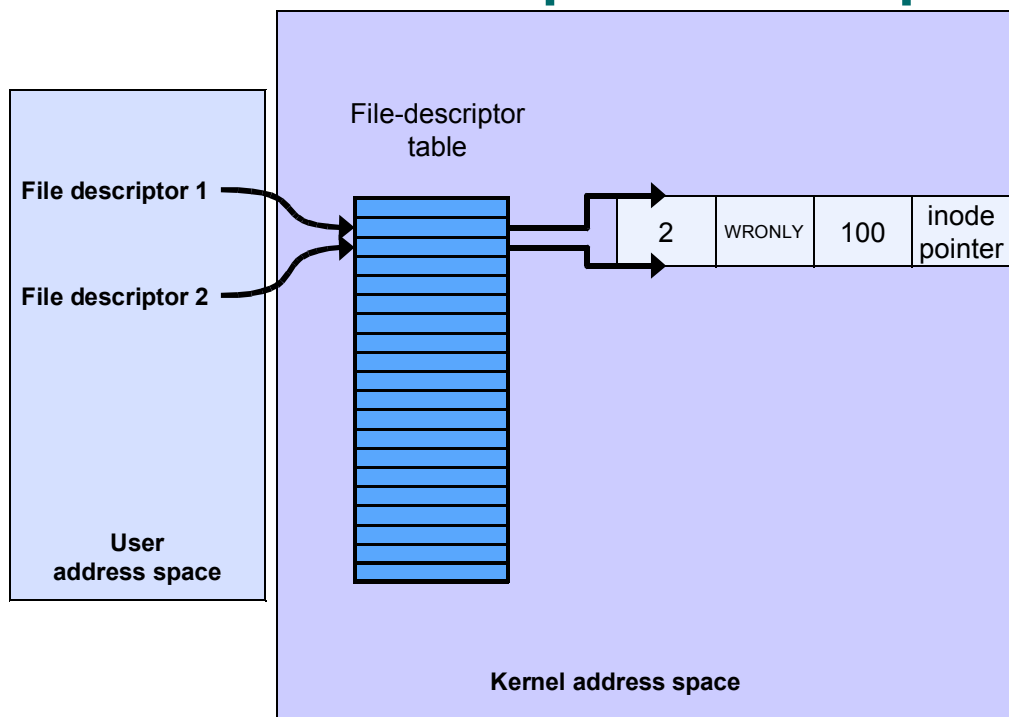 File-descriptor
table
File descriptor 1
File descriptor 2
2
WRONLY
100
inode
pointer
User
address space
Kernel address space